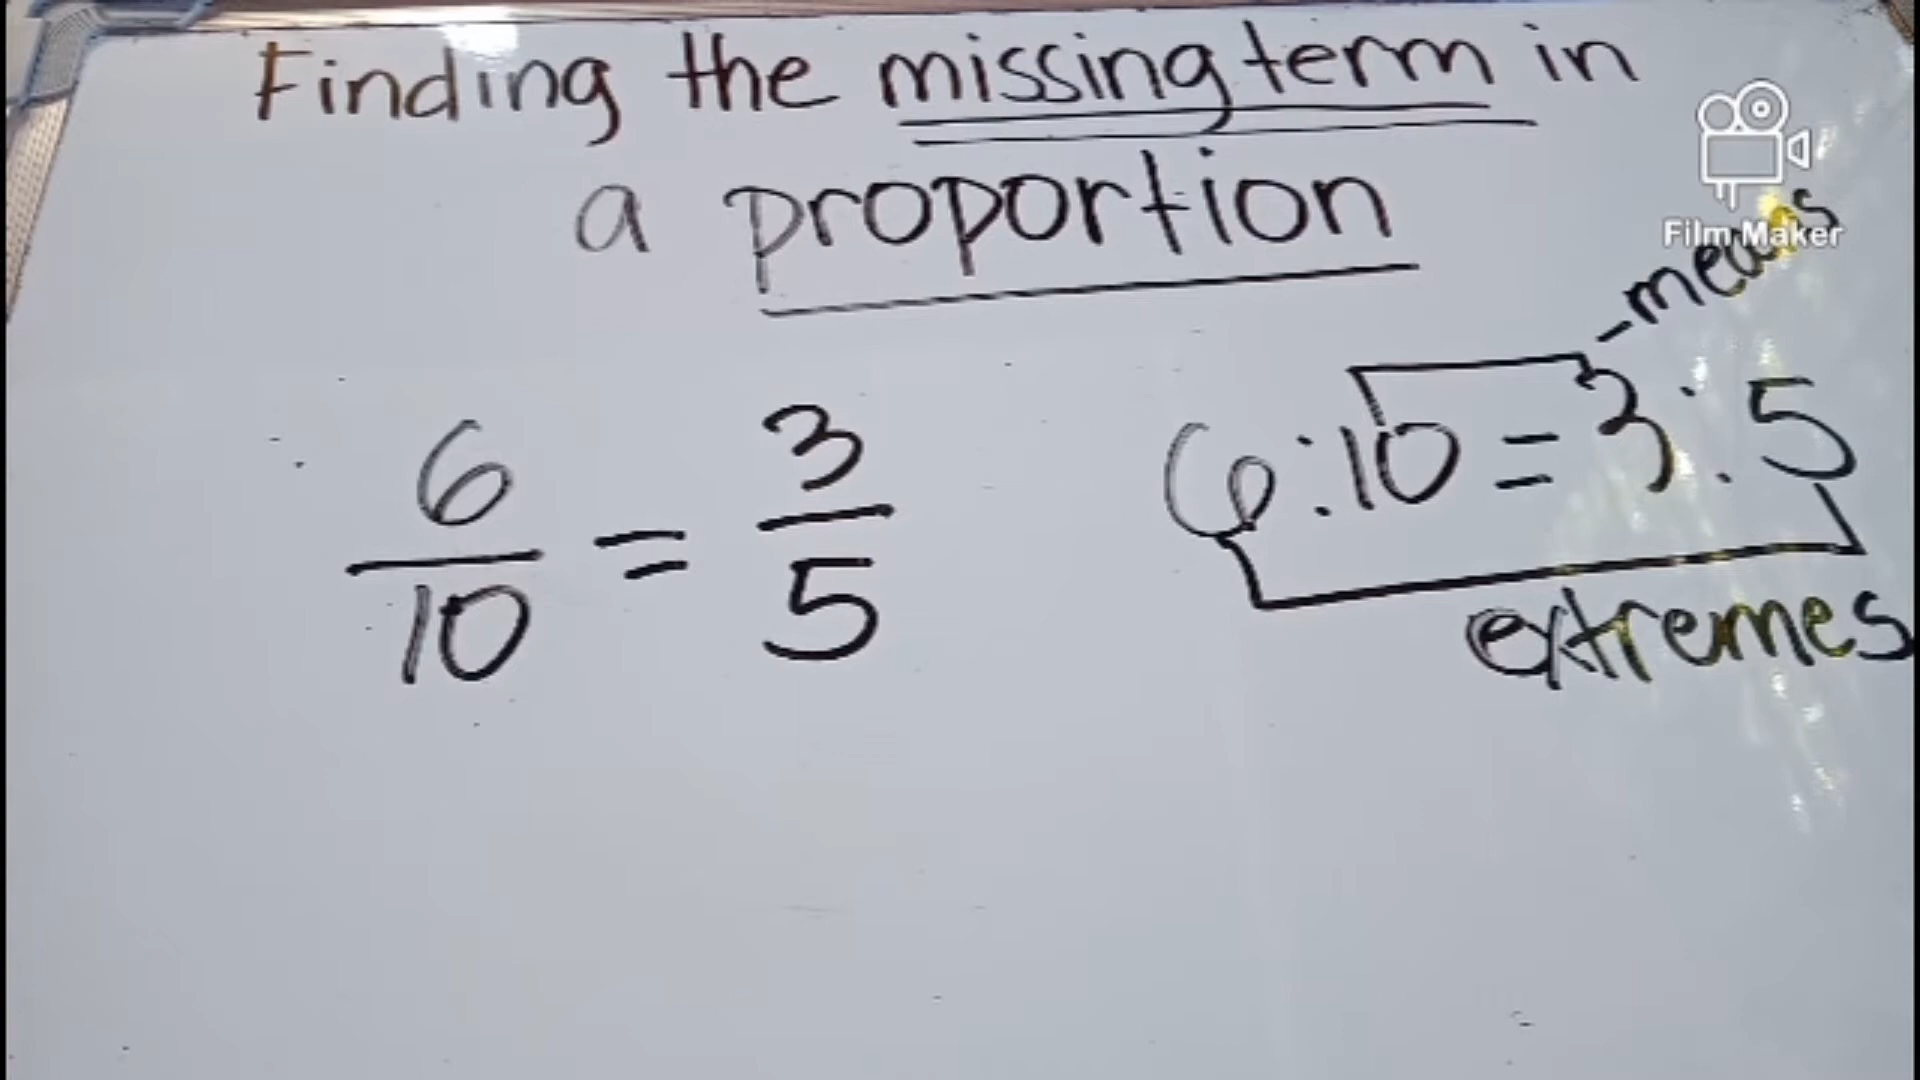 Finding the missing term in
a proportion
Film Maker
- means
6/10 = 3/5
6:10 = 3:5
extremes